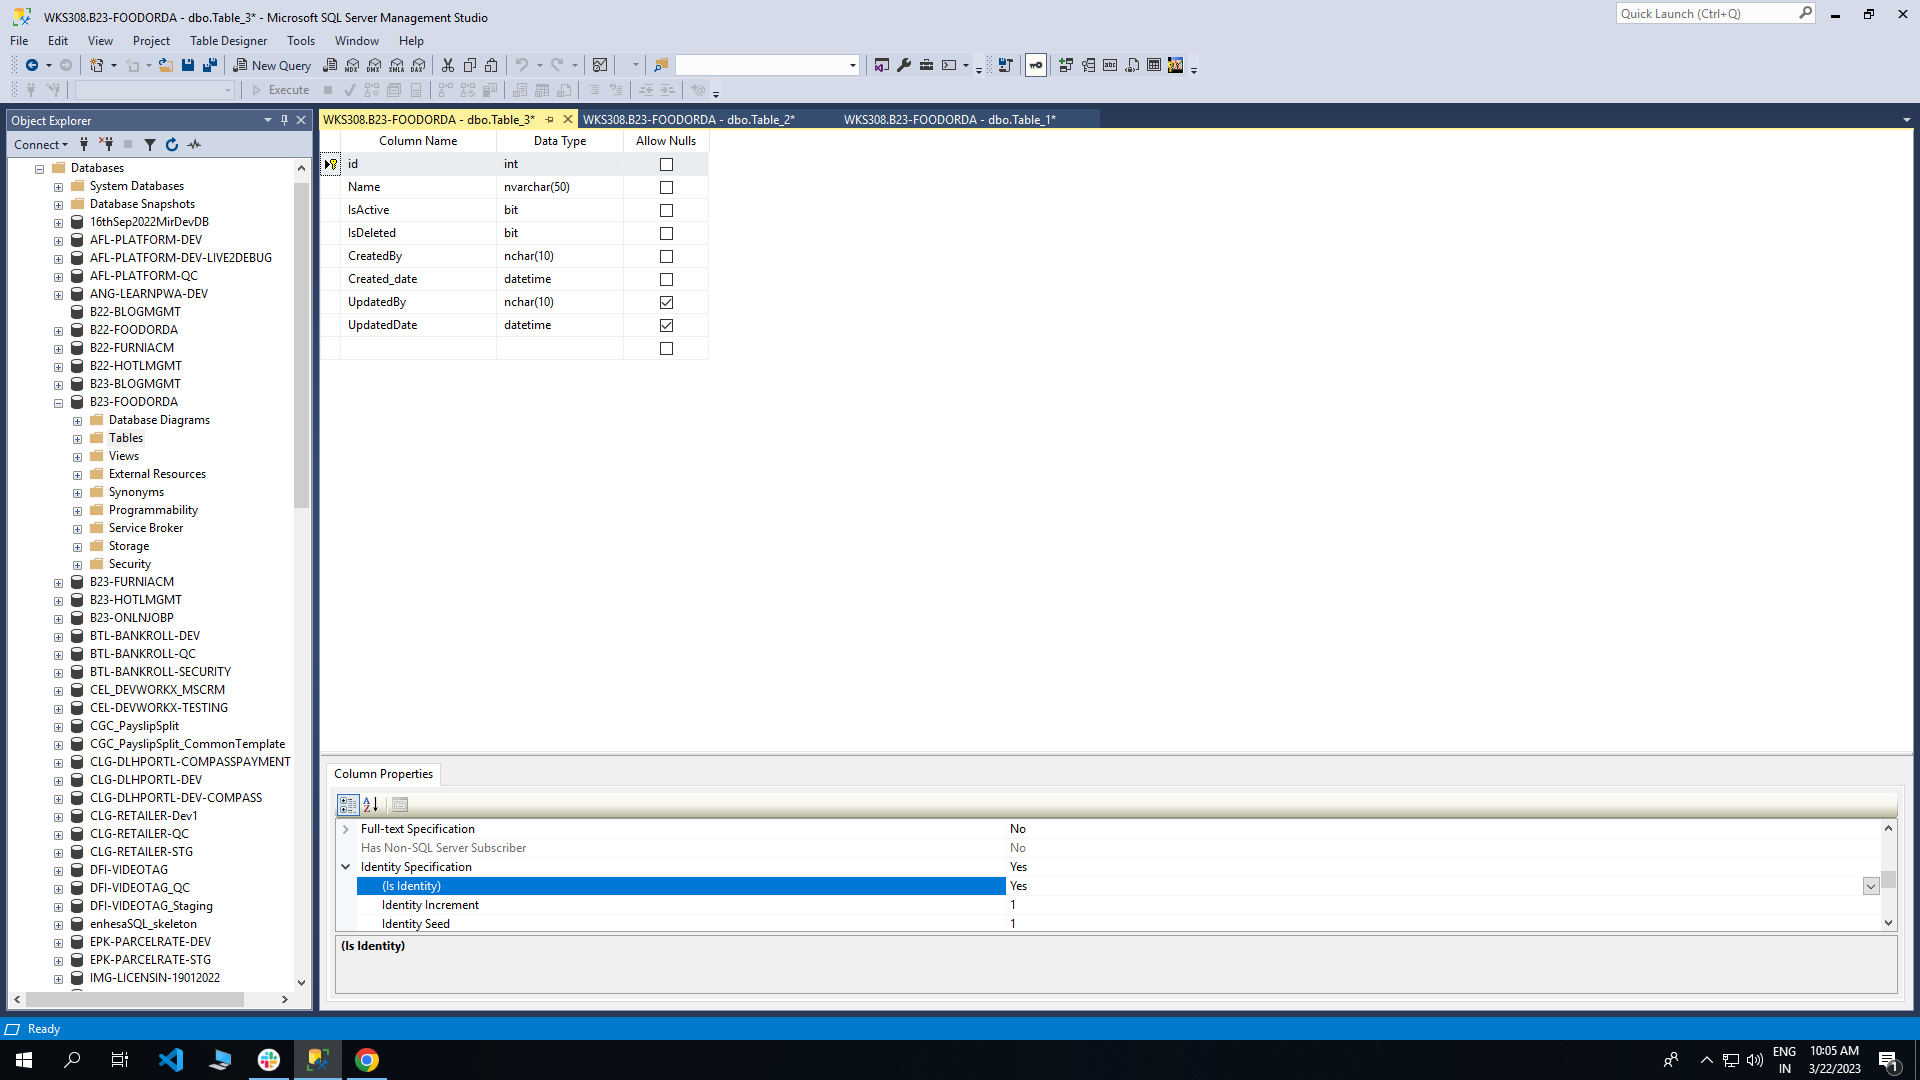 WKS308.B23-FOODORDA - dbo.Table_3* - Microsoft SQL Server Management Studio
Quick Launch (Ctrl+Q)
File Edit View Project Table Designer Tools Window Help
New Query
MDX DMX XMLA DAX
Execute
Object Explorer
Connect
Databases
System Databases
Database Snapshots
16thSep2022MirDevDB
AFL-PLATFORM-DEV
AFL-PLATFORM-DEV-LIVE2DEBUG
AFL-PLATFORM-QC
ANG-LEARNPWA-DEV
B22-BLOGMGMT
B22-FOODORDA
B22-FURNIACM
B22-HOTLMGMT
B23-BLOGMGMT
B23-FOODORDA
Database Diagrams
Tables
Views
External Resources
Synonyms
Programmability
Service Broker
Storage
Security
B23-FURNIACM
B23-HOTLMGMT
B23-ONLNJOBP
BTL-BANKROLL-DEV
BTL-BANKROLL-QC
BTL-BANKROLL-SECURITY
CEL_DEVWORKX_MSCRM
CEL-DEVWORKX-TESTING
CGC_PayslipSplit
CGC_PayslipSplit_CommonTemplate
CLG-DLHPORTL-COMPASSPAYMENT
CLG-DLHPORTL-DEV
CLG-DLHPORTL-DEV-COMPASS
CLG-RETAILER-Dev1
CLG-RETAILER-QC
CLG-RETAILER-STG
DFI-VIDEOTAG
DFI-VIDEOTAG_QC
DFI-VIDEOTAG_Staging
enhesaSQL_skeleton
EPK-PARCELRATE-DEV
EPK-PARCELRATE-STG
IMG-LICENSIN-19012022
WKS308.B23-FOODORDA - dbo.Table_3* WKS308.B23-FOODORDA - dbo.Table_2* WKS308.B23-FOODORDA - dbo.Table_1*
Column Name Data Type Allow Nulls
id int
Name nvarchar(50)
IsActive bit
IsDeleted bit
CreatedBy nchar(10)
Created_date datetime
UpdatedBy nchar(10)
UpdatedDate datetime
Column Properties
Full-text Specification No
Has Non-SQL Server Subscriber No
Identity Specification Yes
(Is Identity) Yes
Identity Increment 1
Identity Seed 1
(Is Identity)
Ready
ENG
IN
10:05 AM
3/22/2023
1